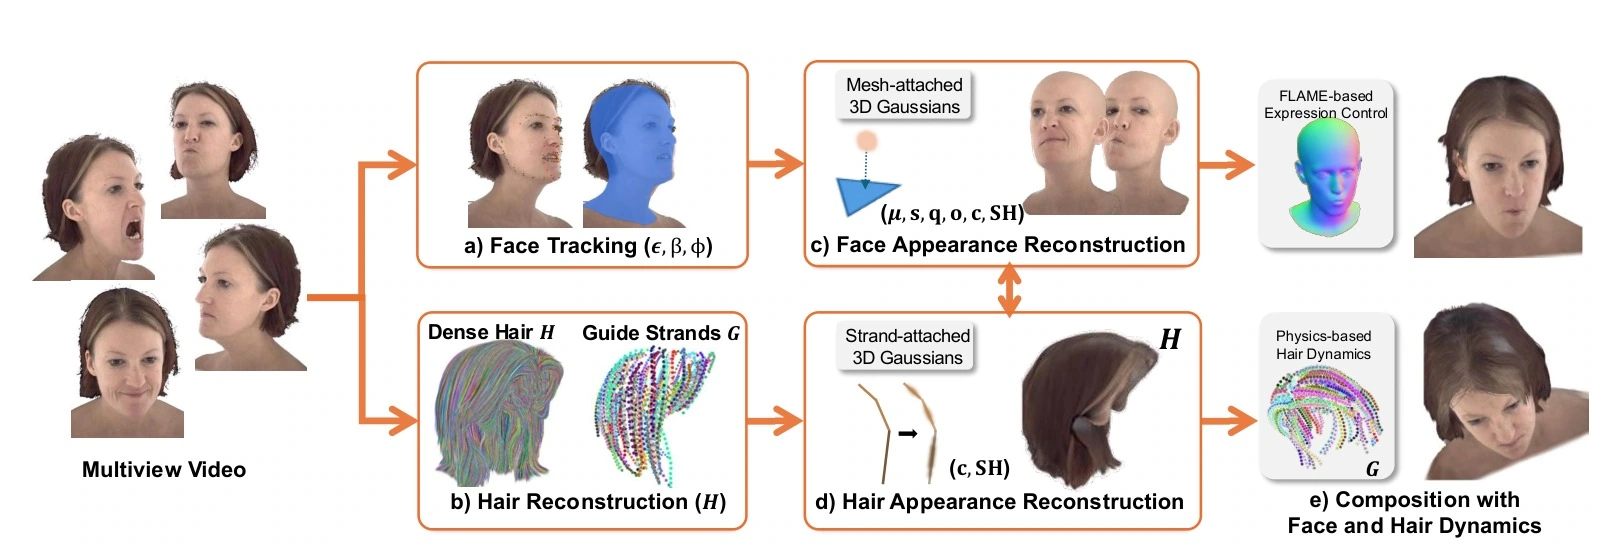 Multiview Video
a) Face Tracking (ϵ, β, ϕ)
Dense Hair H
Guide Strands G
b) Hair Reconstruction (H)
Mesh-attached
3D Gaussians
(μ, s, q, o, c, SH)
c) Face Appearance Reconstruction
Strand-attached
3D Gaussians
H
(c, SH)
d) Hair Appearance Reconstruction
FLAME-based
Expression Control
Physics-based
Hair Dynamics
G
e) Composition with
Face and Hair Dynamics